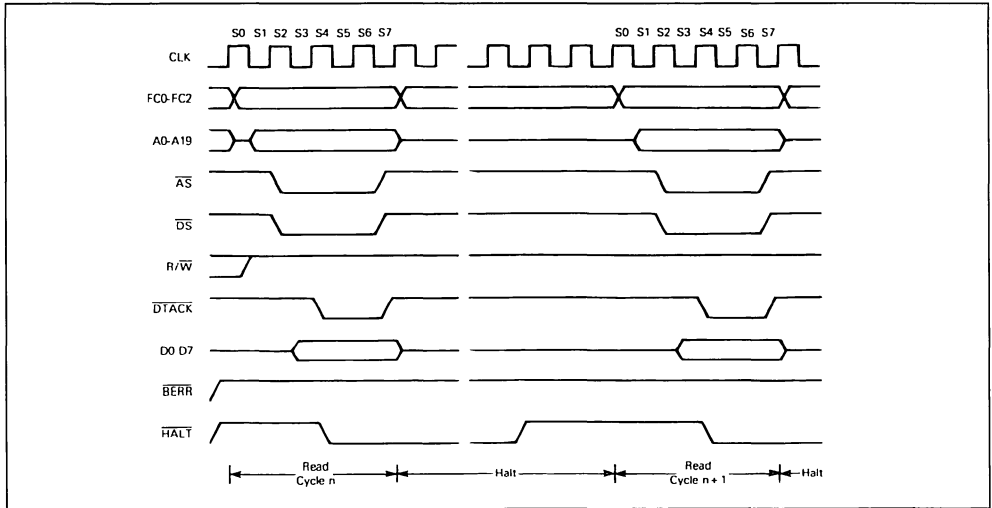 S0 S1 S2 S3 S4 S5 S6 S7 S0 S1 S2 S3 S4 S5 S6 S7
CLK
FC0-FC2
A0-A19
AS
DS
R/W
DTACK
D0 D7
BERR
HALT
Read Cycle n
Halt
Read Cycle n + 1
Halt